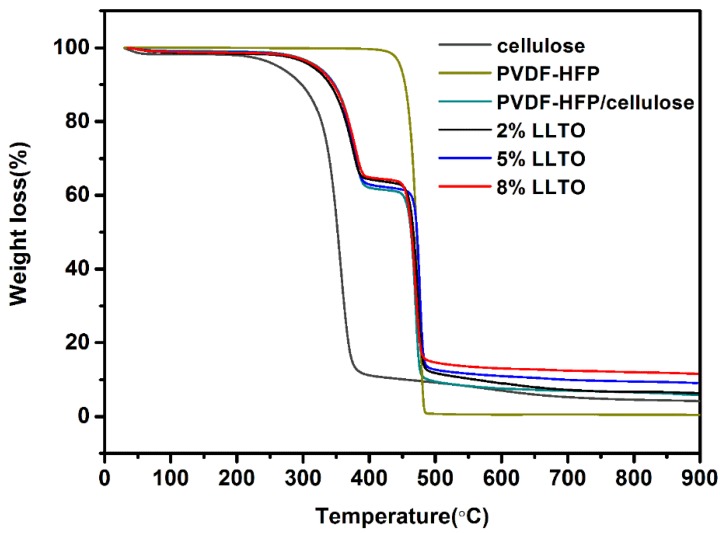 100
80
60
40
20
0
Weight loss(%)
cellulose
PVDF-HFP
PVDF-HFP/cellulose
2% LLTO
5% LLTO
8% LLTO
0 100 200 300 400 500 600 700 800 900
Temperature(◦C)